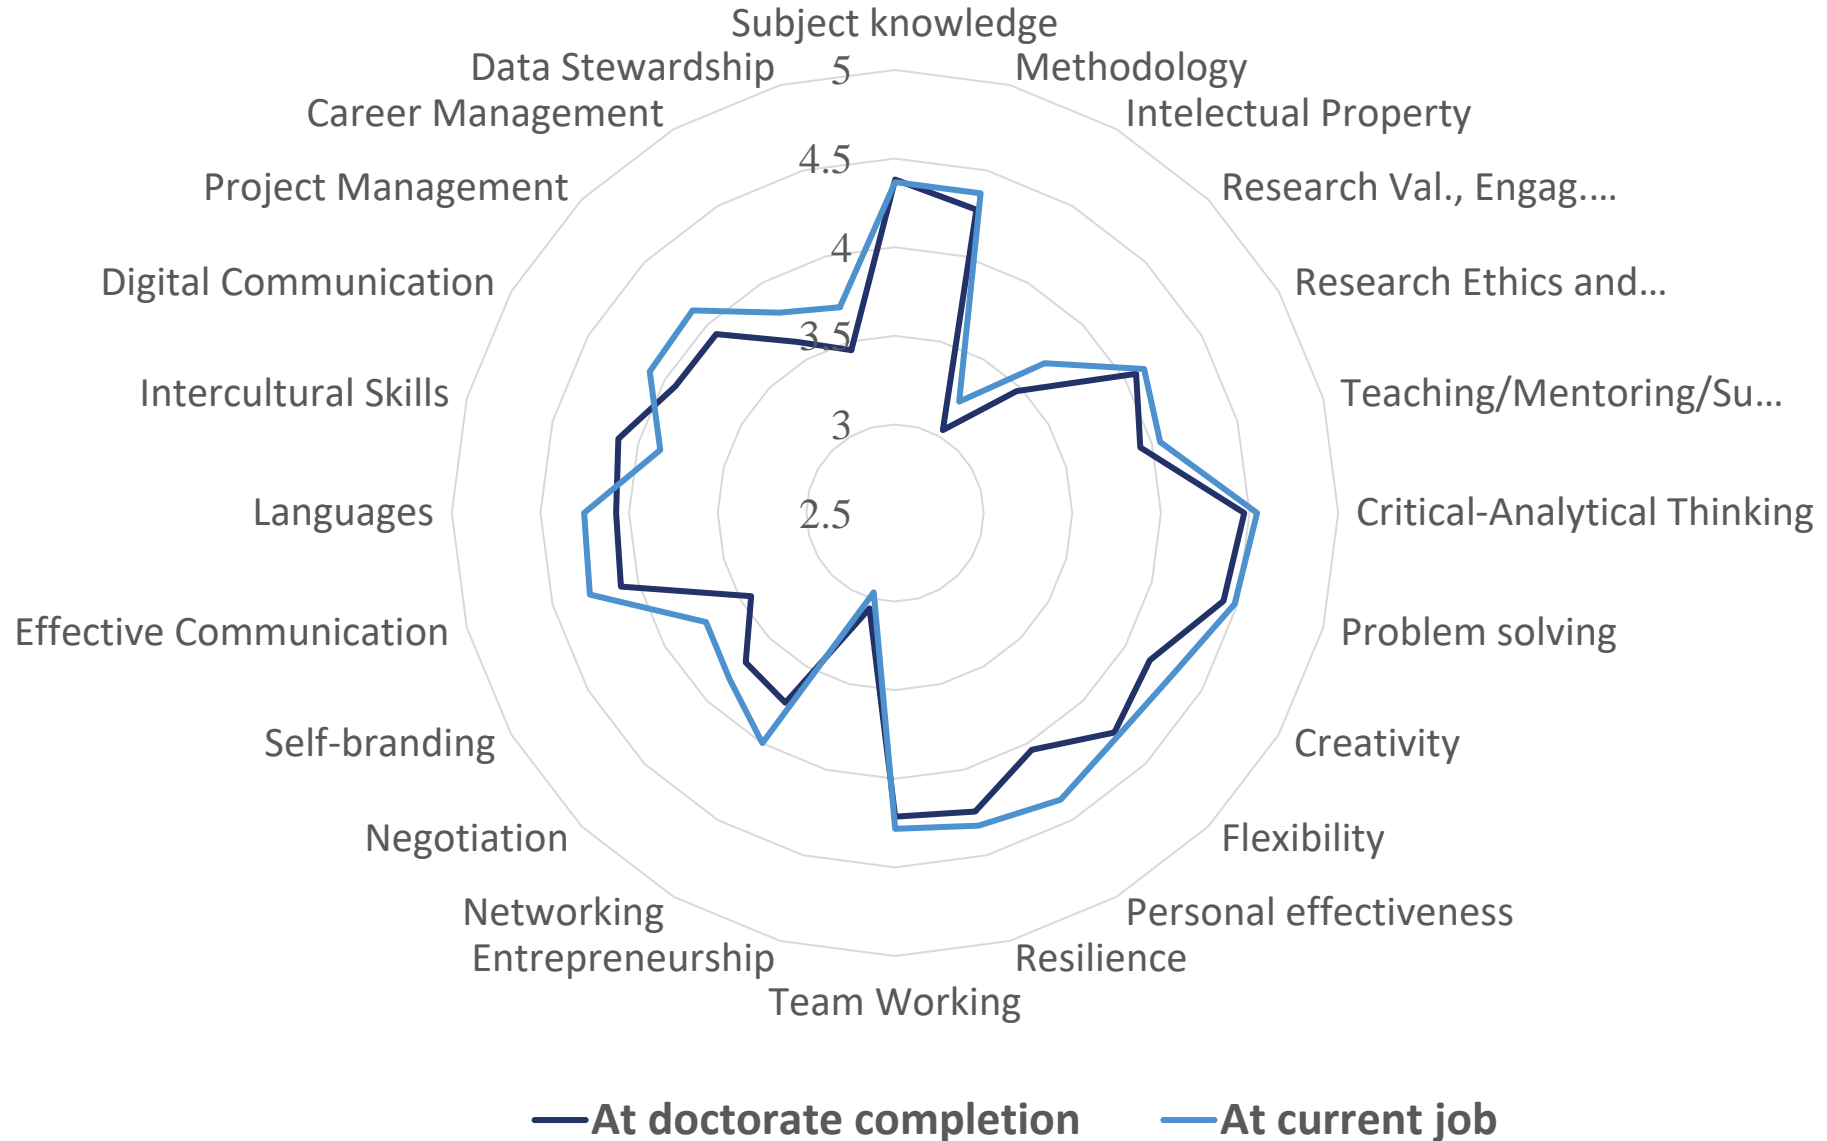 Subject knowledge
Methodology
Intelectual Property
Research Val., Engag.…
Research Ethics and…
Teaching/Mentoring/Su…
Critical-Analytical Thinking
Problem solving
Creativity
Flexibility
Personal effectiveness
Resilience
Team Working
Entrepreneurship
Networking
Negotiation
Self-branding
Effective Communication
Languages
Intercultural Skills
Digital Communication
Project Management
Career Management
Data Stewardship
5
4.5
4
3.5
3
2.5
At doctorate completion
At current job